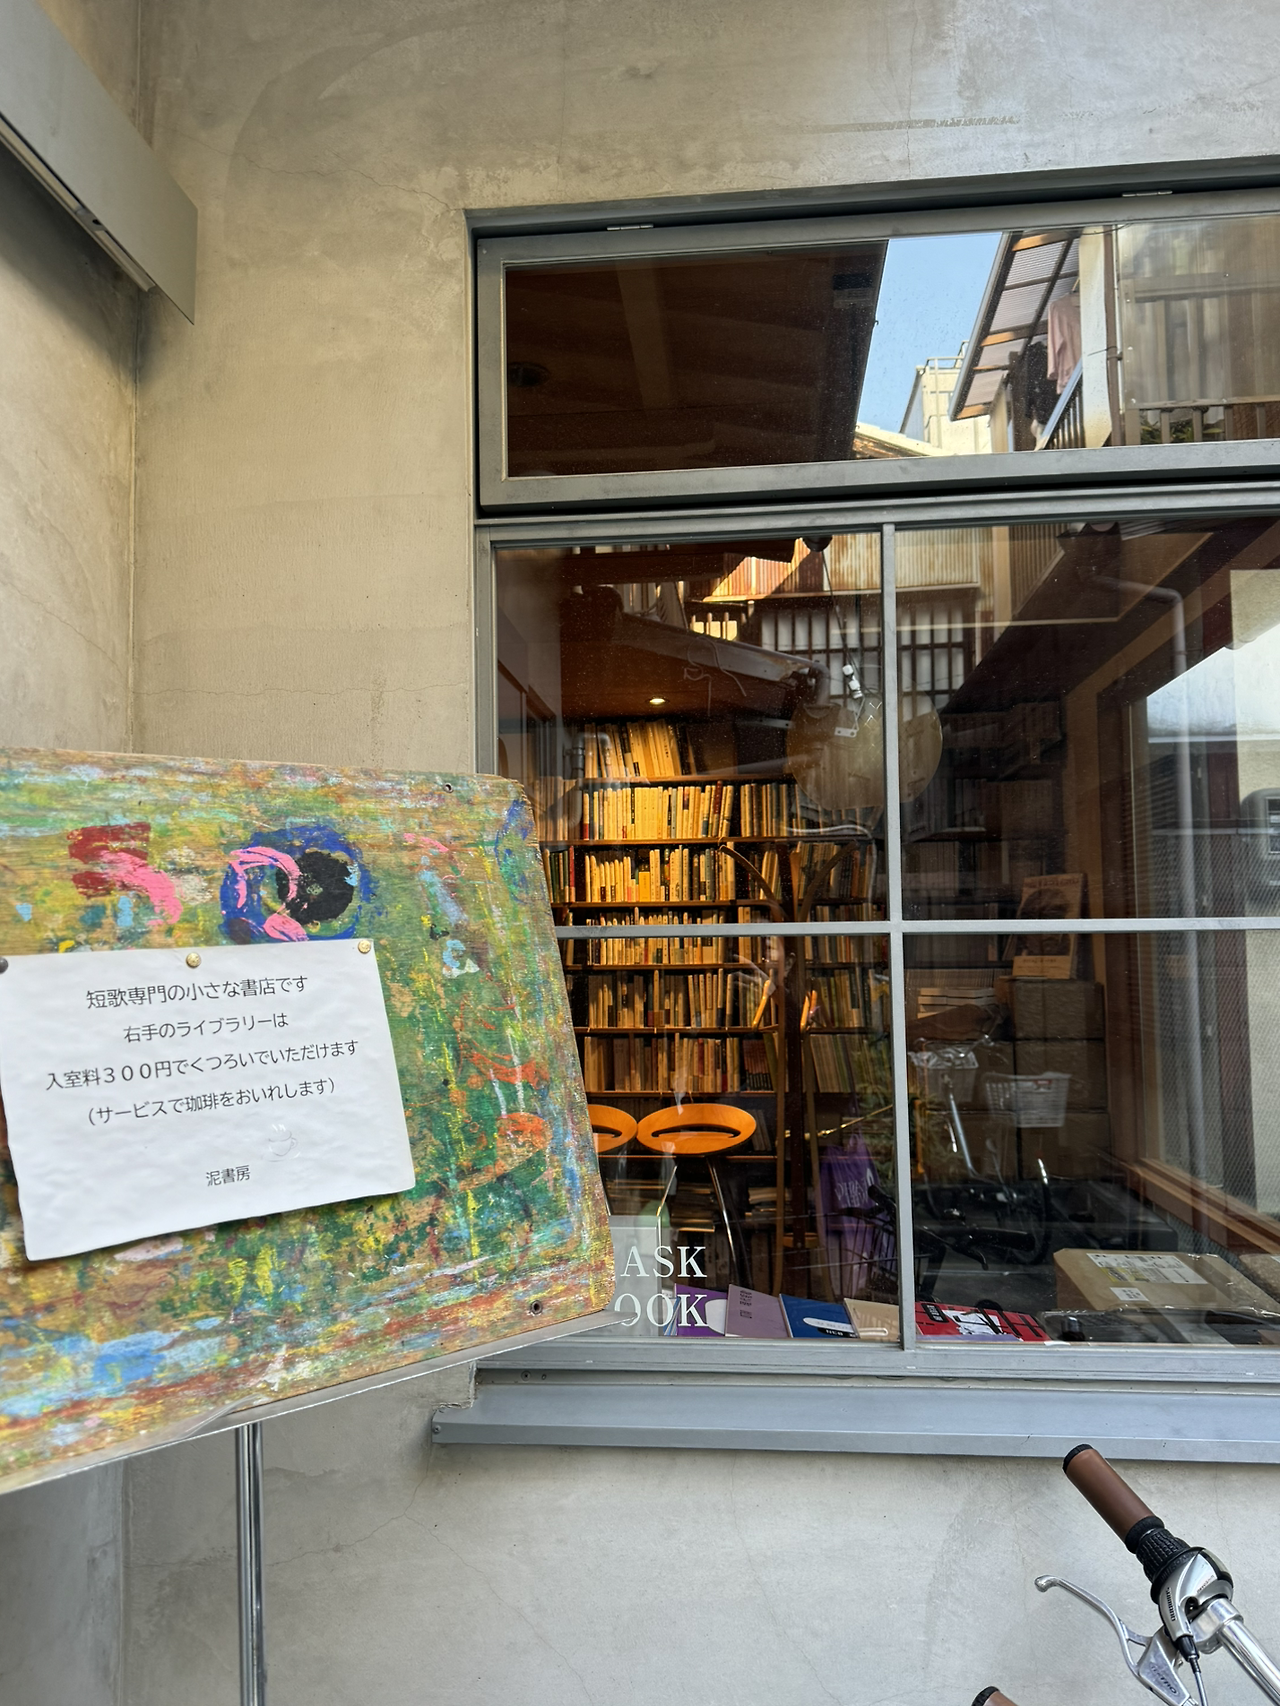 短歌専門の小さな書店です
右手のライブラリーは
入室料３００円でくつろいでいただけます
（サービスで珈琲をおいれします）
泥書房
ASK
OOK